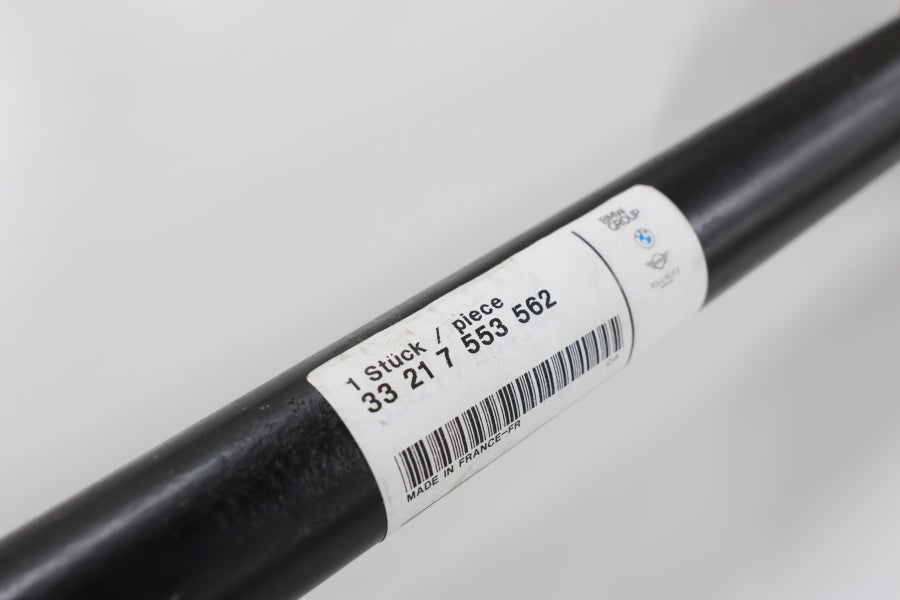 1 Stück / piece
33 21 7 553 562
MADE IN FRANCE-FR
BMW
GROUP